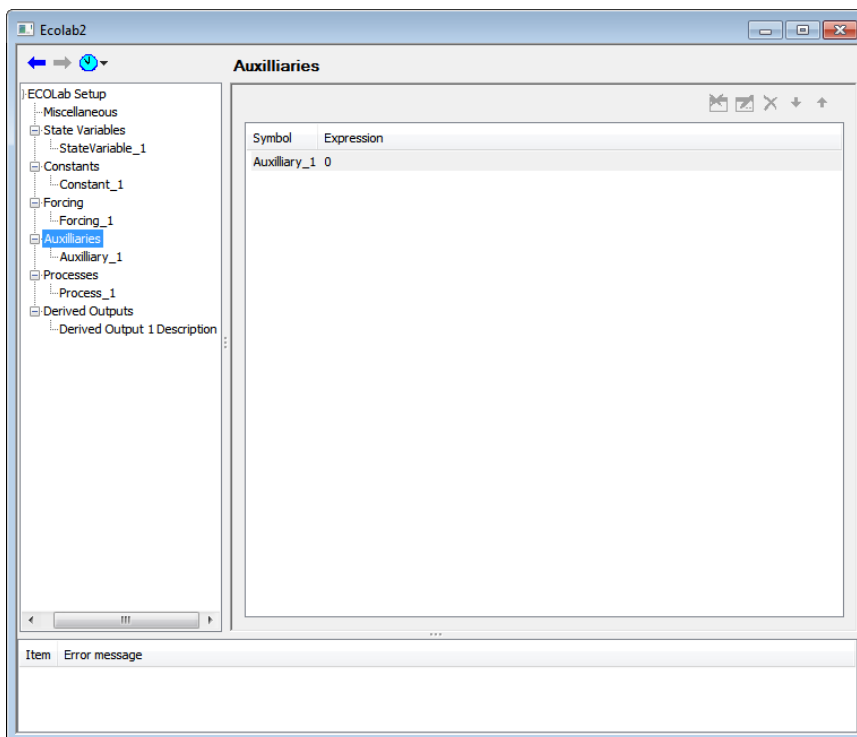 Ecolab2
Auxilliaries
ECOLab Setup
Miscellaneous
State Variables
StateVariable_1
Constants
Constant_1
Forcing
Forcing_1
Auxilliaries
Auxilliary_1
Processes
Process_1
Derived Outputs
Derived Output 1 Description
Symbol Expression
Auxilliary_1 0
Item Error message